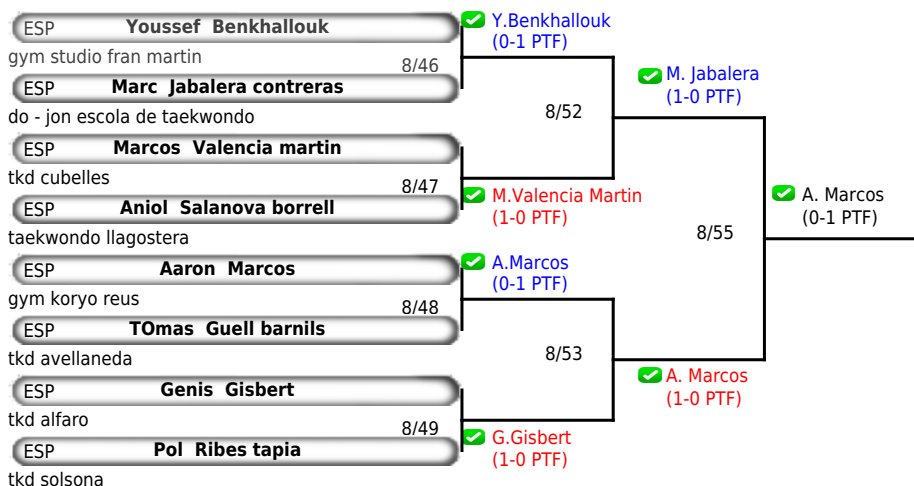 ESP Youssef Benkhallouk
gym studio fran martin
8/46
ESP Marc Jabalera contreras
do - jon escola de taekwondo
ESP Marcos Valencia martin
tkd cubelles
8/47
ESP Aniol Salanova borrell
taekwondo llagostera
ESP Aaron Marcos
gym koryo reus
8/48
ESP TOmas Guell barnils
tkd avellaneda
ESP Genis Gisbert
tkd alfaro
8/49
ESP Pol Ribes tapia
tkd solsona
Y.Benkhallouk
(0-1 PTF)
8/52
M.Valencia Martin
(1-0 PTF)
A.Marcos
(0-1 PTF)
8/53
G.Gisbert
(1-0 PTF)
M. Jabalera
(1-0 PTF)
8/55
A. Marcos
(1-0 PTF)
A. Marcos
(0-1 PTF)